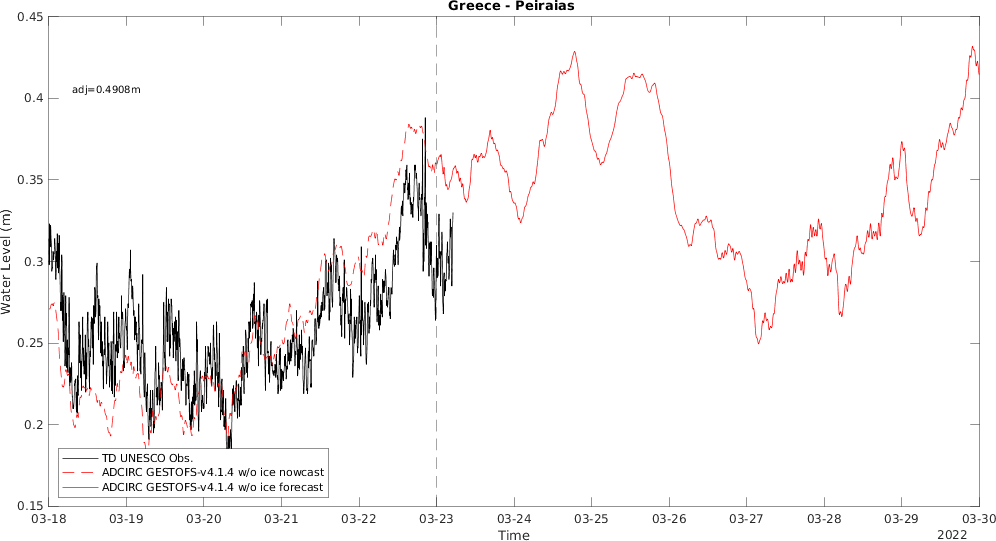 Greece - Peiraias
0.45
0.4
0.35
0.3
0.25
0.2
0.15
Water Level (m)
adj=0.4908m
TD UNESCO Obs.
ADCIRC GESTOFS-v4.1.4 w/o ice nowcast
ADCIRC GESTOFS-v4.1.4 w/o ice forecast
03-18 03-19 03-20 03-21 03-22 03-23 03-24 03-25 03-26 03-27 03-28 03-29 03-30
Time
2022